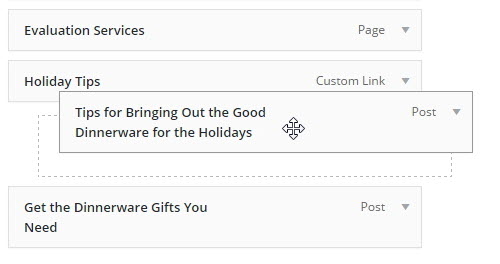 Evaluation Services Page
Holiday Tips Custom Link
Tips for Bringing Out the Good Post
Dinnerware for the Holidays
Get the Dinnerware Gifts You Post
Need